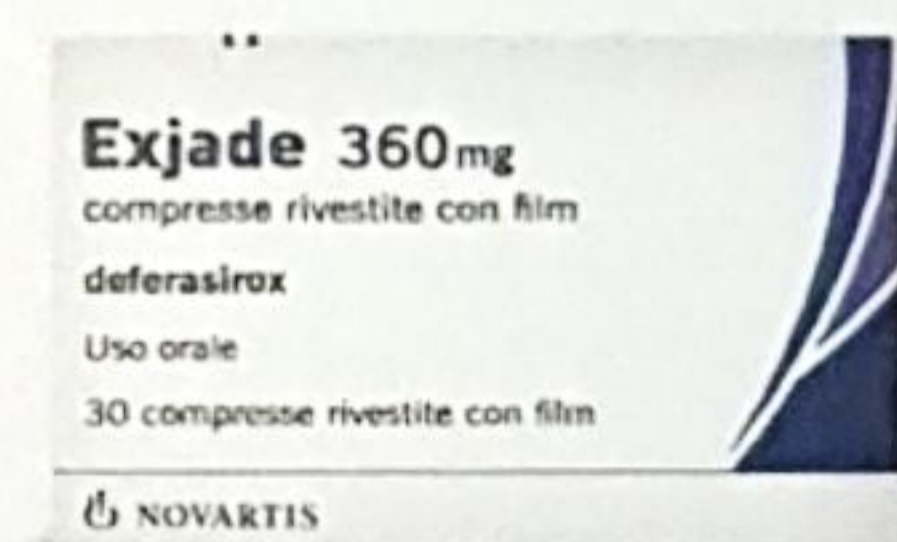 Exjade 360mg
compresse rivestite con film
deferasirox
Uso orale
30 compresse rivestite con film
NOVARTIS